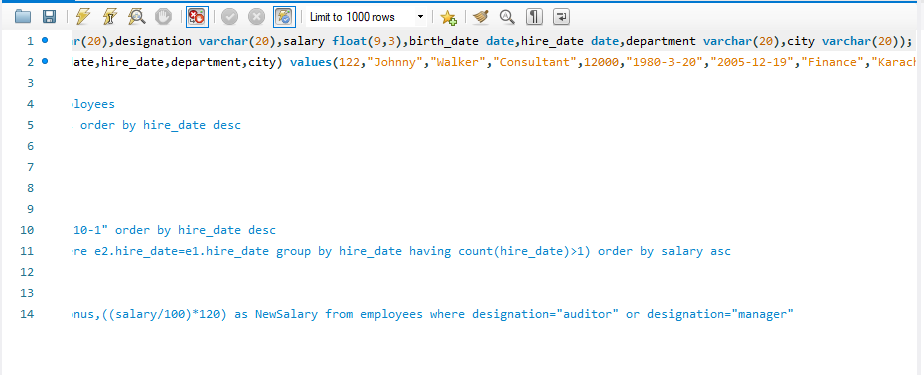 Limit to 1000 rows
1 ar(20),designation varchar(20),salary float(9,3),birth_date date,hire_date date,department varchar(20),city varchar(20));
2 ate,hire_date,department,city) values(122,"Johnny","Walker","Consultant",12000,"1980-3-20","2005-12-19","Finance","Karach
3
4 loyees
5 order by hire_date desc
6
7
8
9
10 10-1" order by hire_date desc
11 re e2.hire_date=e1.hire_date group by hire_date having count(hire_date)>1) order by salary asc
12
13
14 nus,((salary/100)*120) as NewSalary from employees where designation="auditor" or designation="manager"